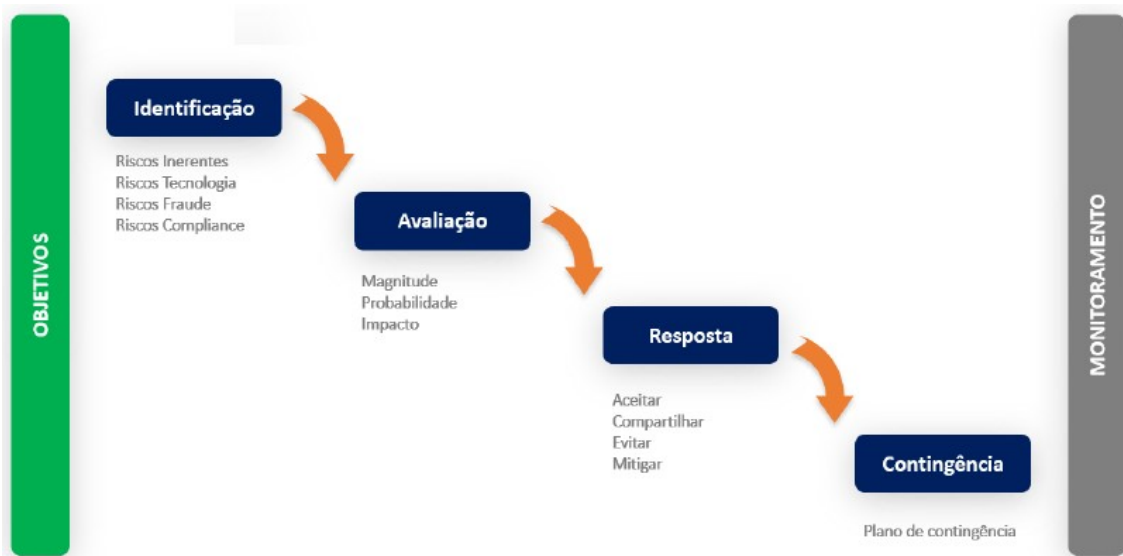 OBJETIVOS
Identificação
Riscos Inerentes
Riscos Tecnologia
Riscos Fraude
Riscos Compliance
Avaliação
Magnitude
Probabilidade
Impacto
Resposta
Aceitar
Compartilhar
Evitar
Mitigar
Contingência
Plano de contingência
MONITORAMENTO